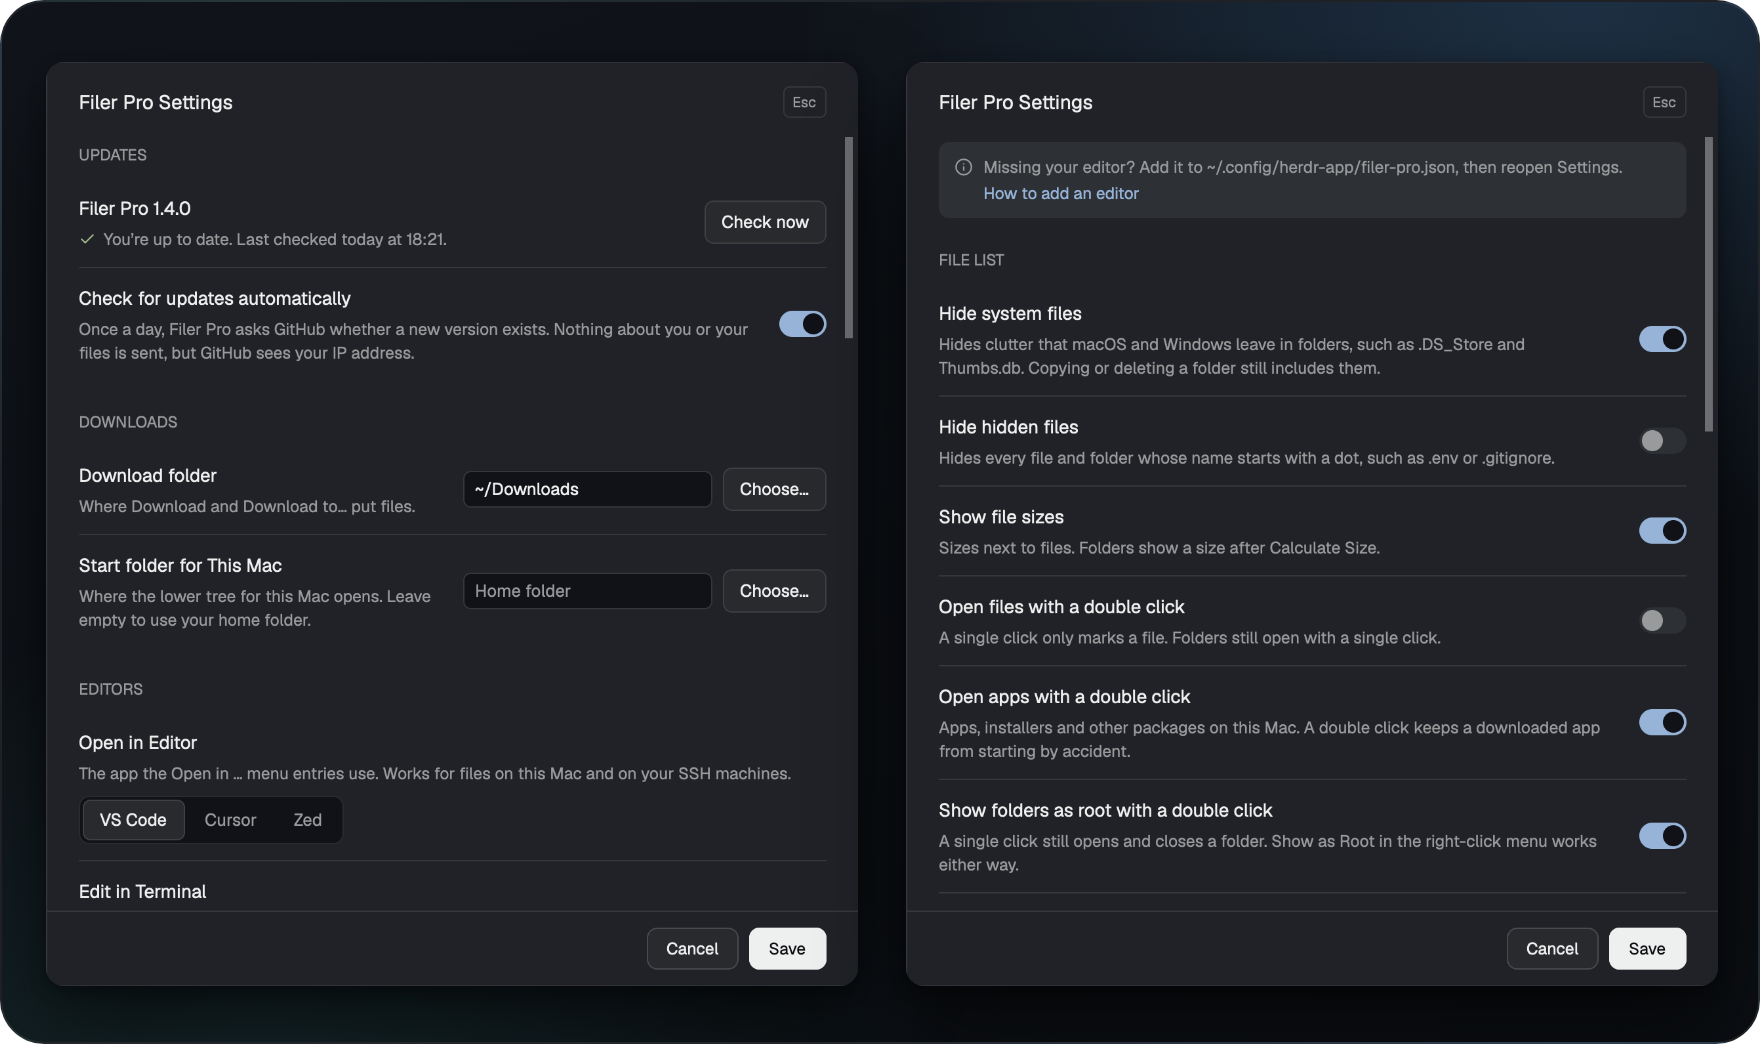 Filer Pro Settings
Esc
UPDATES
Filer Pro 1.4.0
You're up to date. Last checked today at 18:21.
Check now
Check for updates automatically
Once a day, Filer Pro asks GitHub whether a new version exists. Nothing about you or your
files is sent, but GitHub sees your IP address.
DOWNLOADS
Download folder
Where Download and Download to... put files.
~/Downloads
Choose...
Start folder for This Mac
Where the lower tree for this Mac opens. Leave
empty to use your home folder.
Home folder
Choose...
EDITORS
Open in Editor
The app the Open in ... menu entries use. Works for files on this Mac and on your SSH machines.
VS Code
Cursor
Zed
Edit in Terminal
Cancel
Save
Filer Pro Settings
Esc
Missing your editor? Add it to ~/.config/herdr-app/filer-pro.json, then reopen Settings.
How to add an editor
FILE LIST
Hide system files
Hides clutter that macOS and Windows leave in folders, such as .DS_Store and
Thumbs.db. Copying or deleting a folder still includes them.
Hide hidden files
Hides every file and folder whose name starts with a dot, such as .env or .gitignore.
Show file sizes
Sizes next to files. Folders show a size after Calculate Size.
Open files with a double click
A single click only marks a file. Folders still open with a single click.
Open apps with a double click
Apps, installers and other packages on this Mac. A double click keeps a downloaded app
from starting by accident.
Show folders as root with a double click
A single click still opens and closes a folder. Show as Root in the right-click menu works
either way.
Cancel
Save